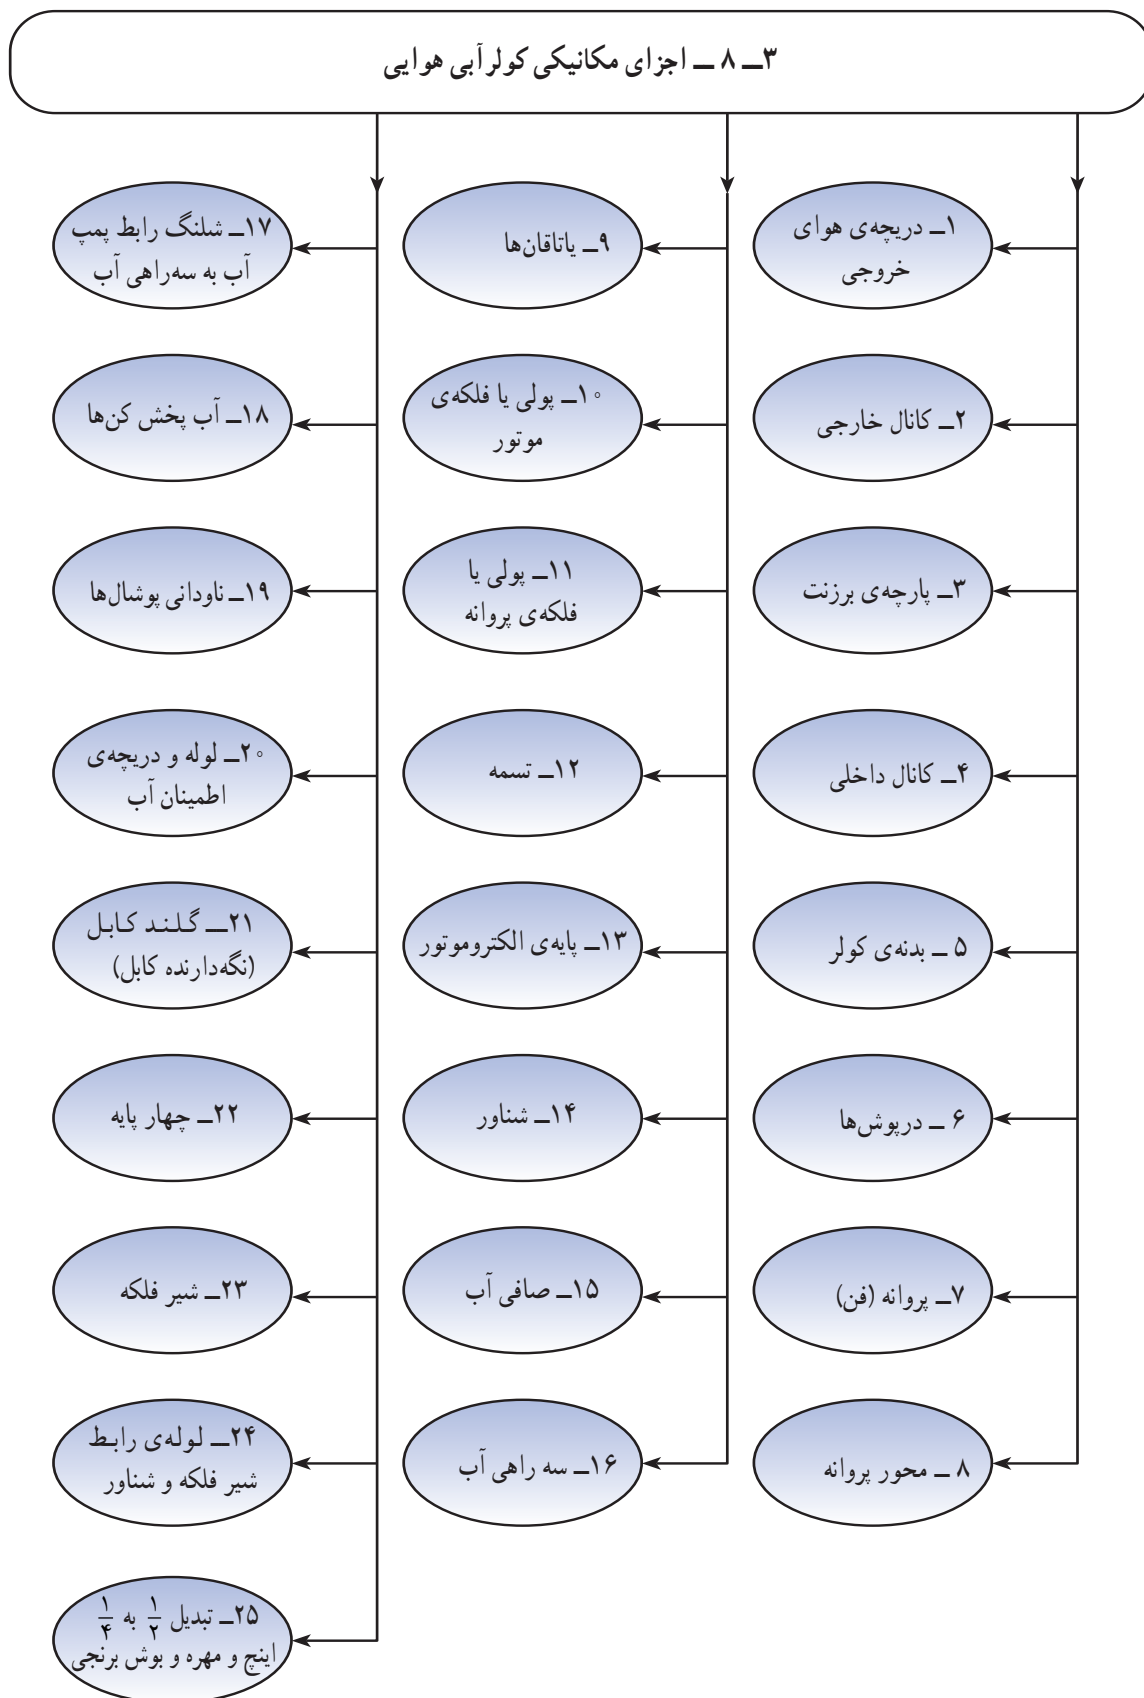 ۳ــ ۸ ــ اجزای مکانیکی کولرآبی هوایی
۱ــ دریچه‌ی هوای
خروجی
۲ــ کانال خارجی
۳ــ پارچه‌ی برزنت
۴ــ کانال داخلی
۵ ــ بدنه‌ی کولر
۶ ــ درپوش‌ها
۷ــ پروانه (فن)
۸ ــ محور پروانه
۹ــ یاتاقان‌ها
۱۰ــ پولی یا فلکه‌ی
موتور
۱۱ــ پولی یا
فلکه‌ی پروانه
۱۲ــ تسمه
۱۳ــ پایه‌ی الکتروموتور
۱۴ــ شناور
۱۵ــ صافی آب
۱۶ــ سه راهی آب
۱۷ــ شلنگ رابط پمپ
آب به سه‌راهی آب
۱۸ــ آب پخش کن‌ها
۱۹ــ ناودانی پوشال‌ها
۲۰ــ لوله و دریچه‌ی
اطمینان آب
۲۱ــ گلند کابل
(نگه‌دارنده کابل)
۲۲ــ چهار پایه
۲۳ــ شیر فلکه
۲۴ــ لوله‌ی رابط
شیر فلکه و شناور
۲۵ــ تبدیل ۱/۲ به ۱/۴
اینچ و مهره و بوش برنجی